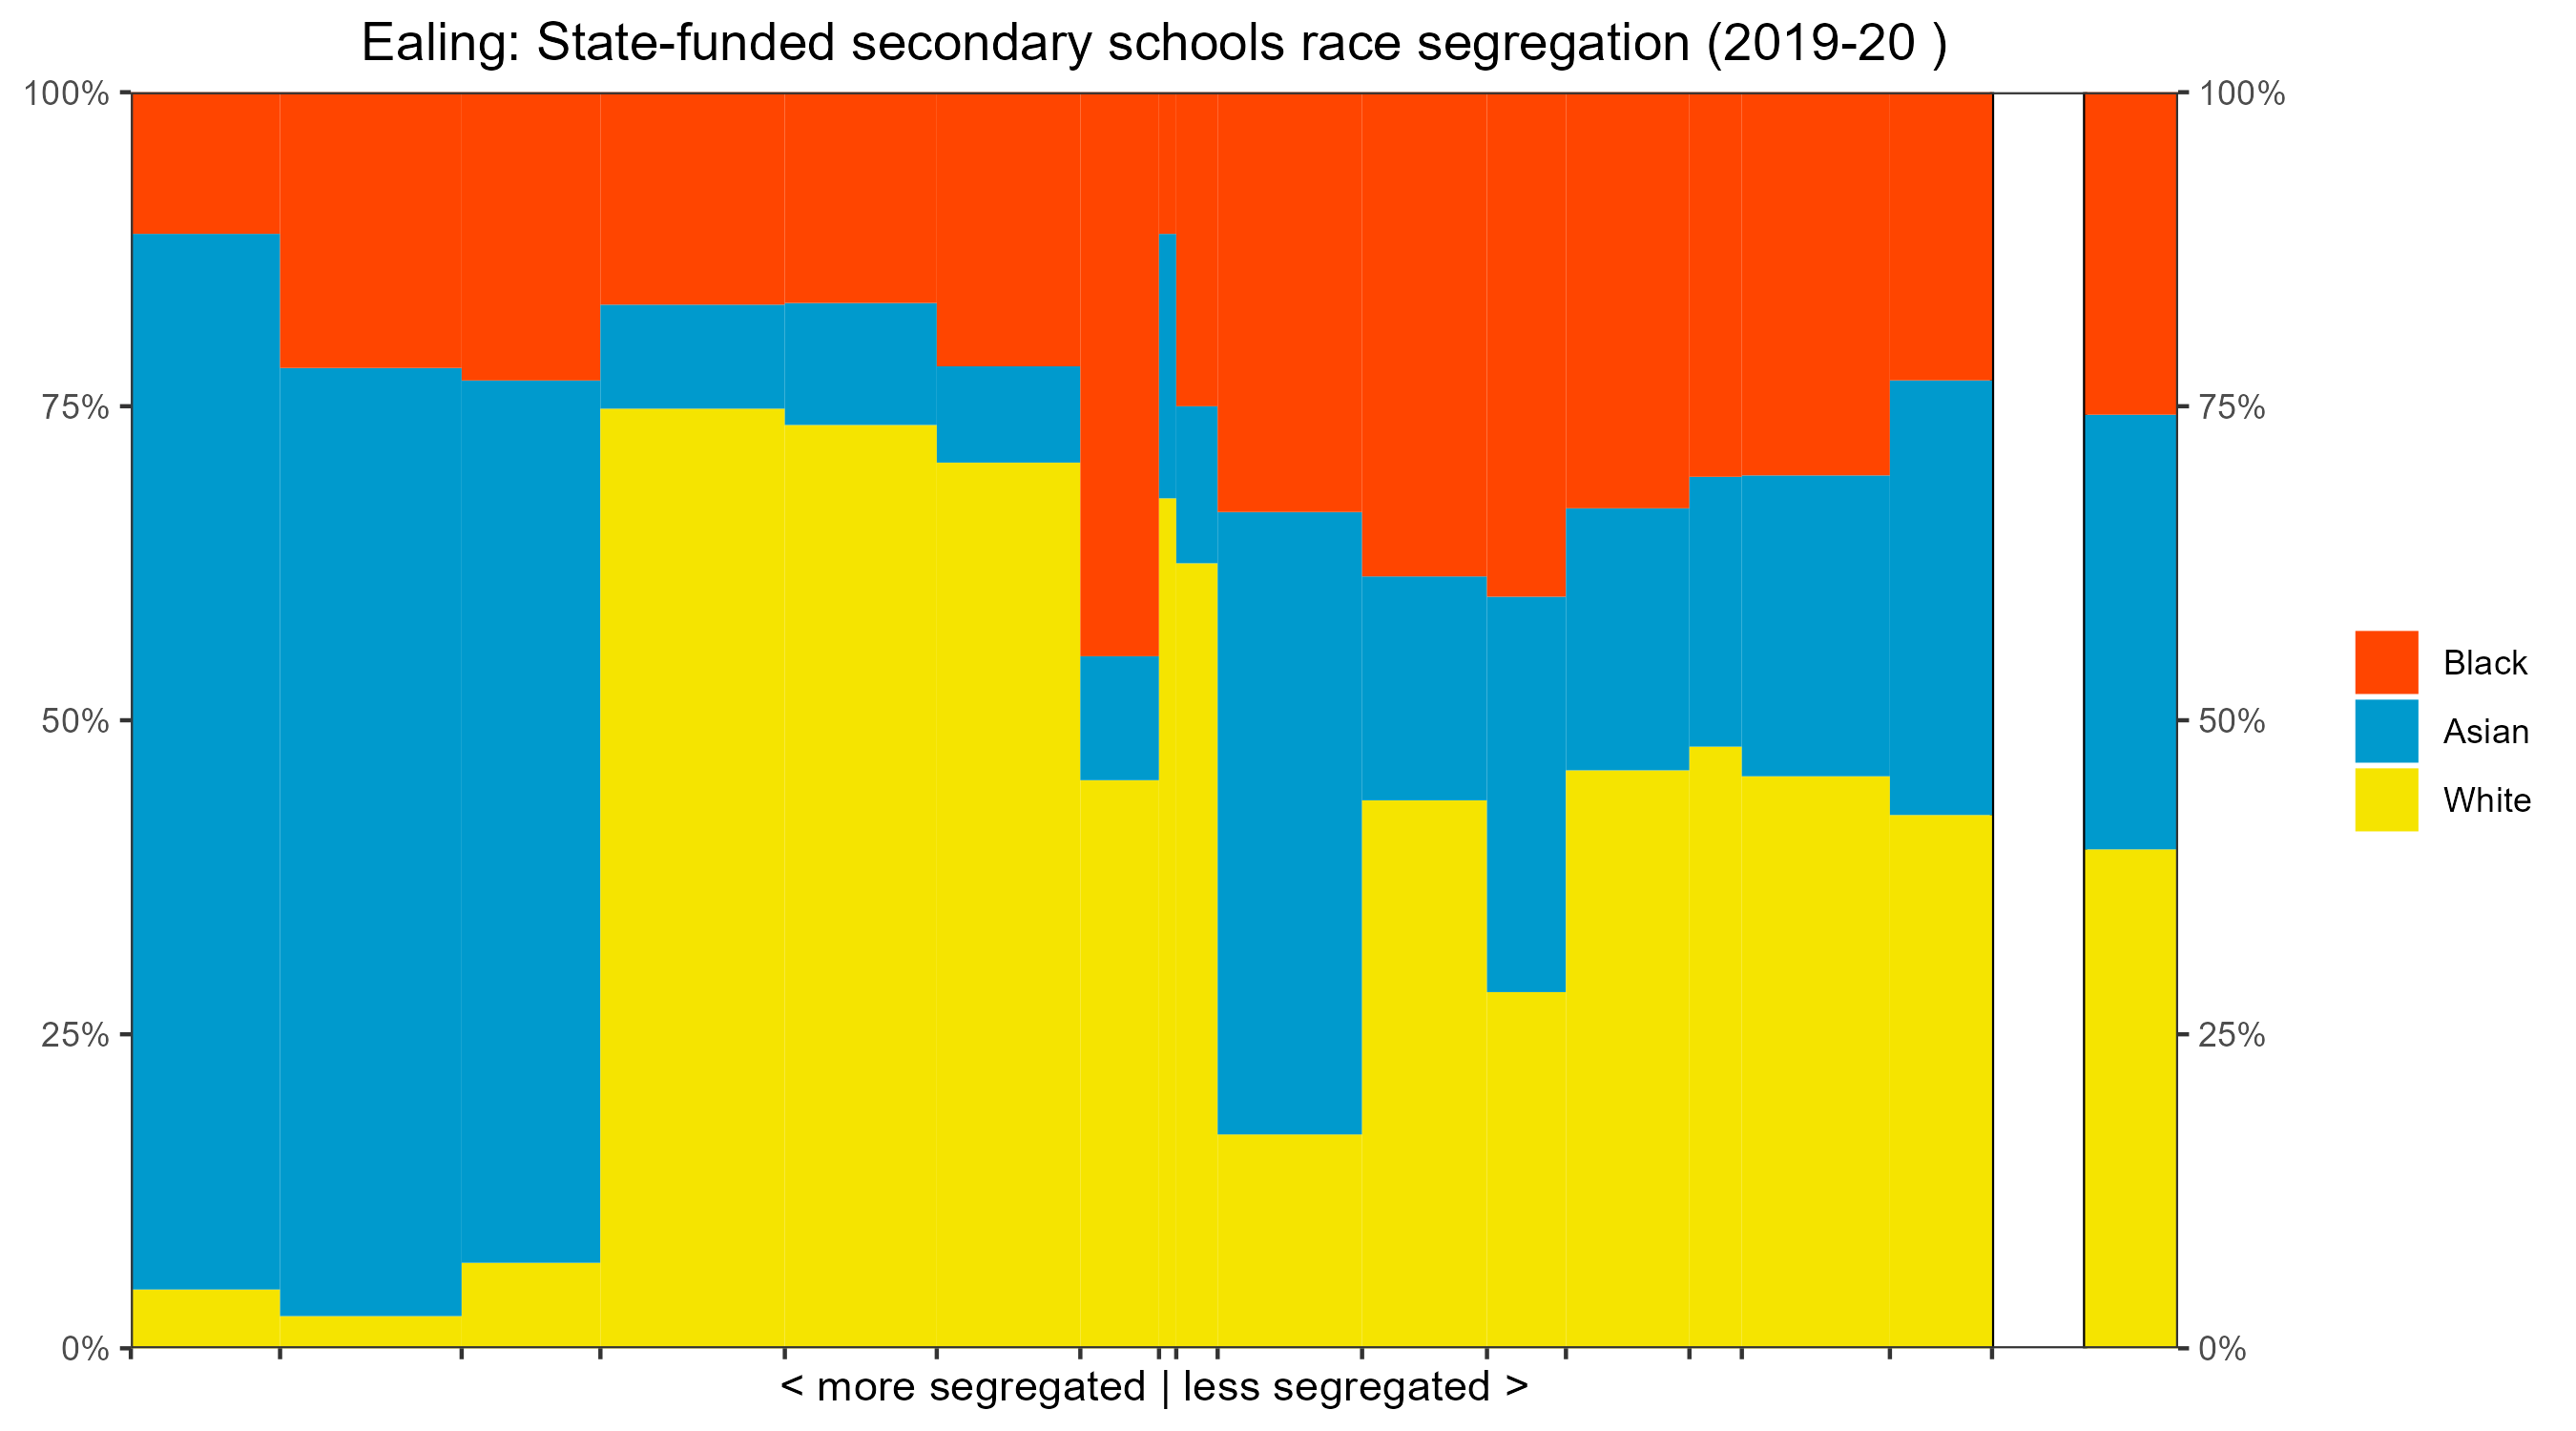 Ealing: State-funded secondary schools race segregation (2019-20 )
100%
75%
50%
25%
0%
100%
75%
50%
25%
0%
Black
Asian
White
< more segregated | less segregated >